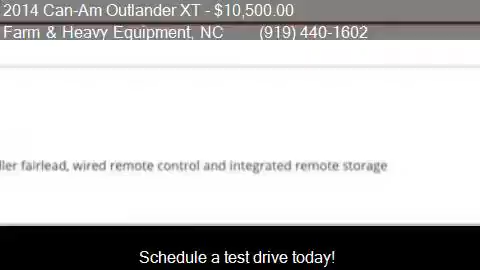 2014 Can-Am Outlander XT - $10,500.00
Farm & Heavy Equipment, NC (919) 440-1602
fairlead, wired remote control and integrated remote storage
Schedule a test drive today!